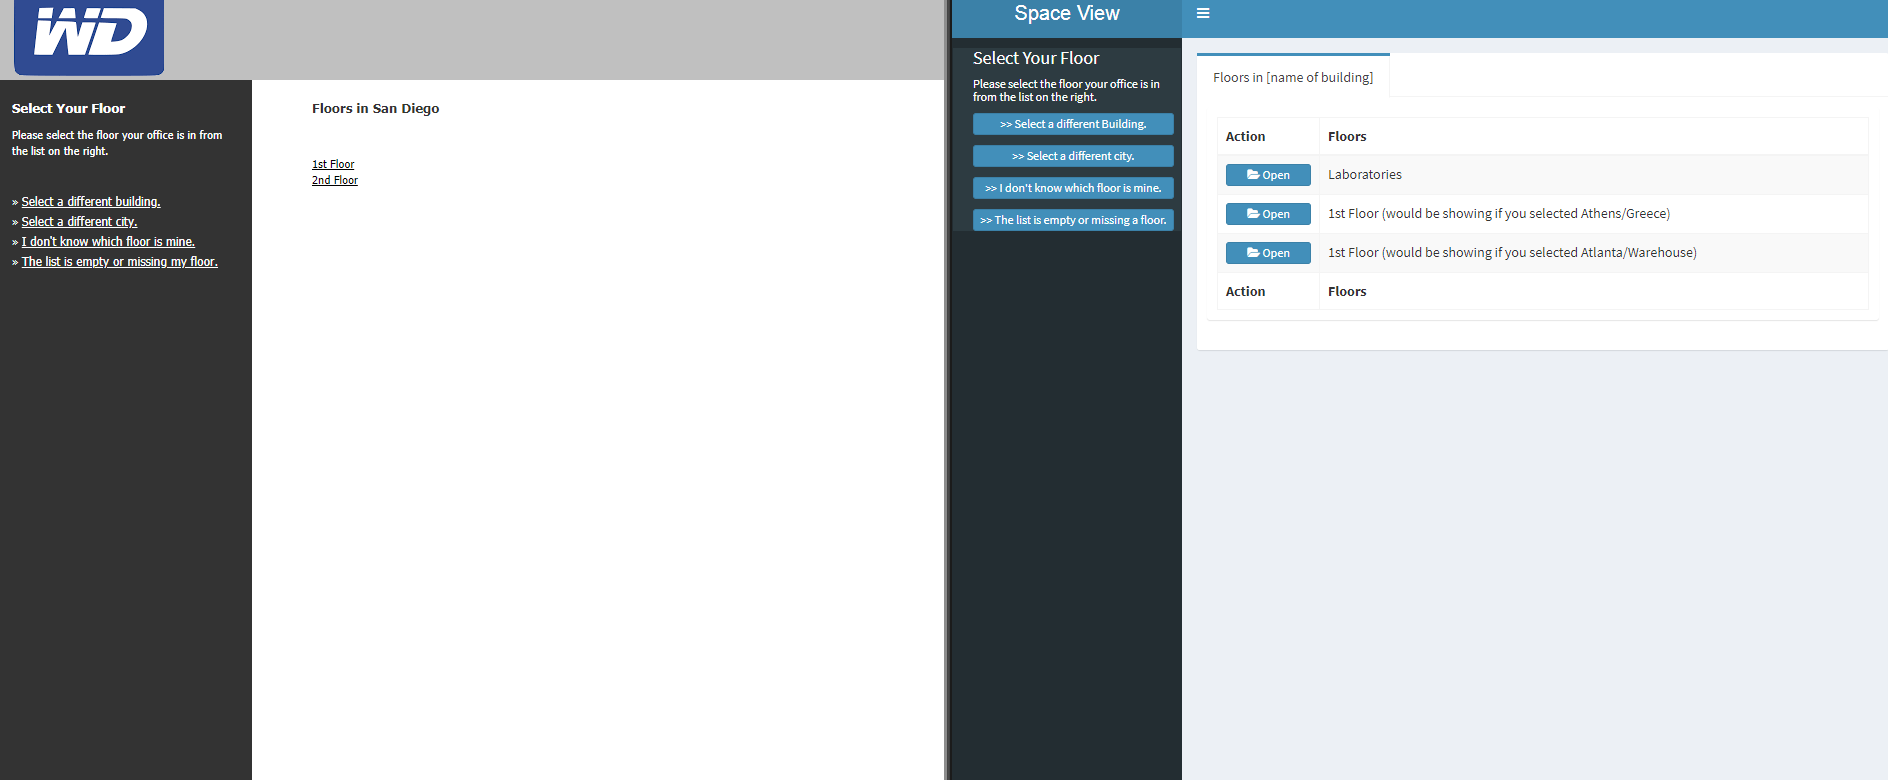 WD
Select Your Floor
Please select the floor your office is in from
the list on the right.
» Select a different building.
» Select a different city.
» I don't know which floor is mine.
» The list is empty or missing my floor.
Floors in San Diego
1st Floor
2nd Floor
Space View
Select Your Floor
Please select the floor your office is in
from the list on the right.
>> Select a different Building.
>> Select a different city.
>> I don't know which floor is mine.
>> The list is empty or missing a floor.
Floors in [name of building]
Action Floors
Open Laboratories
Open 1st Floor (would be showing if you selected Athens/Greece)
Open 1st Floor (would be showing if you selected Atlanta/Warehouse)
Action Floors